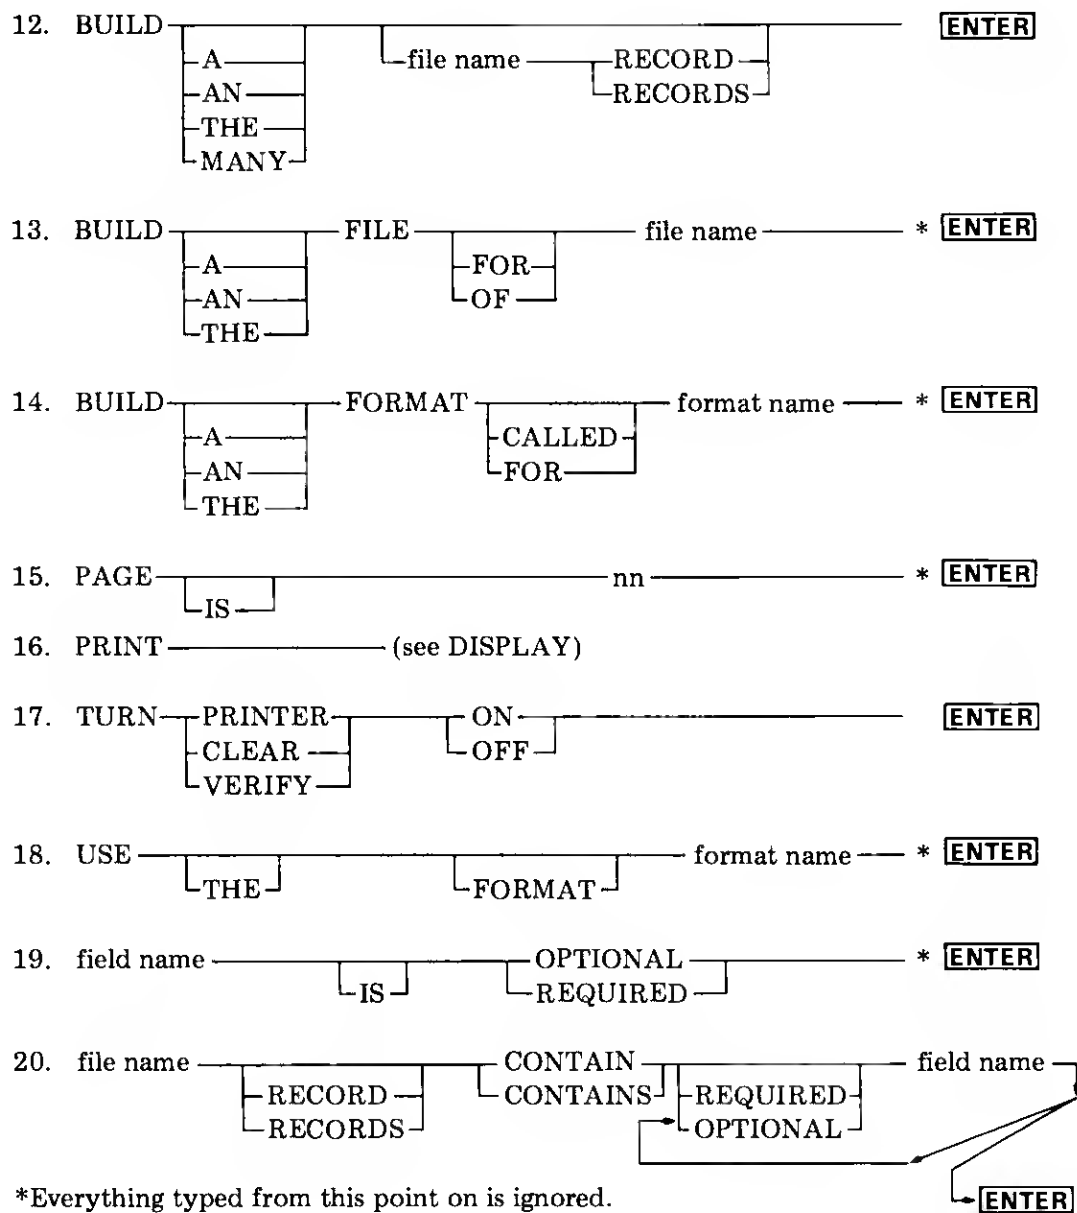 12. BUILD ENTER
A file name RECORD
AN RECORDS
THE
MANY
13. BUILD FILE file name * ENTER
A FOR
AN OF
THE
14. BUILD FORMAT format name * ENTER
A CALLED
AN FOR
THE
15. PAGE nn * ENTER
IS
16. PRINT (see DISPLAY)
17. TURN PRINTER ON ENTER
CLEAR OFF
VERIFY
18. USE format name * ENTER
THE FORMAT
19. field name OPTIONAL * ENTER
IS REQUIRED
20. file name CONTAIN field name
RECORD CONTAINS REQUIRED
RECORDS OPTIONAL
*Everything typed from this point on is ignored. ENTER